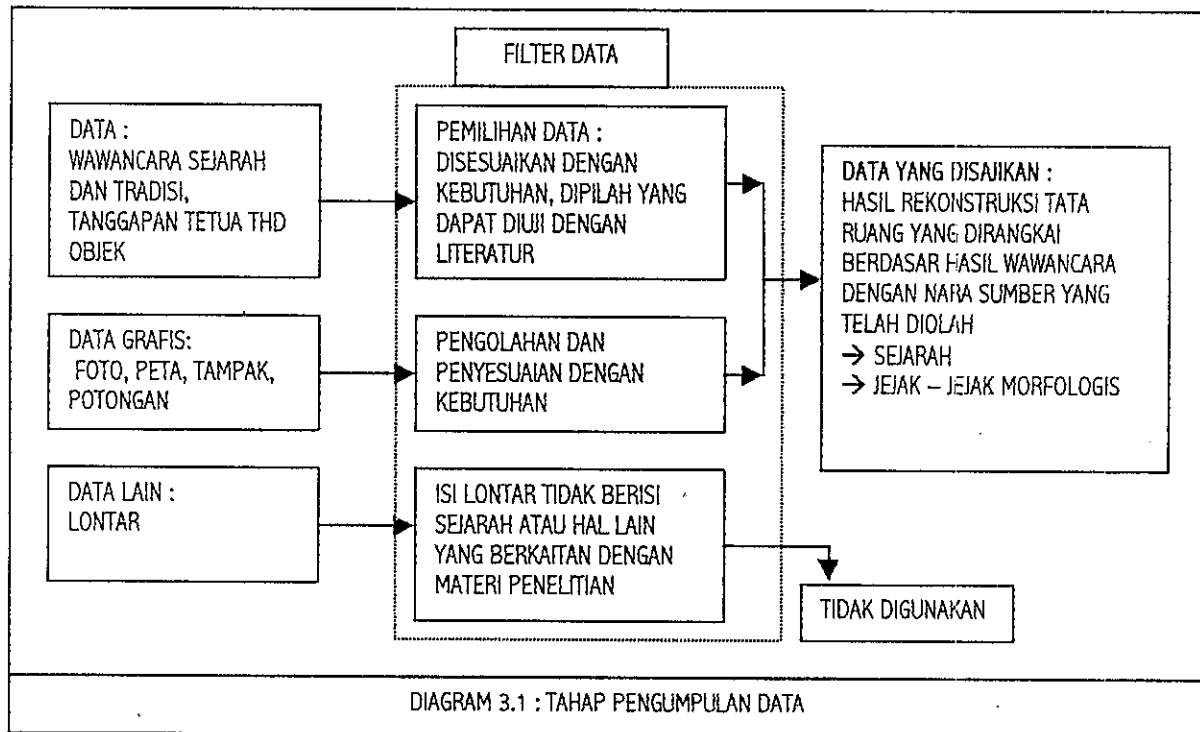 FILTER DATA
DATA :
WAWANCARA SEJARAH
DAN TRADISI,
TANGGAPAN TETUA THD
OBJEK
PEMILIHAN DATA :
DISESUAIKAN DENGAN
KEBUTUHAN, DIPILAH YANG
DAPAT DIUJI DENGAN
LITERATUR
DATA YANG DISAJIKAN :
HASIL REKONSTRUKSI TATA
RUANG YANG DIRANGKAI
BERDASAR HASIL WAWANCARA
DENGAN NARA SUMBER YANG
TELAH DIOLAH
→ SEJARAH
→ JEJAK – JEJAK MORFOLOGIS
DATA GRAFIS:
FOTO, PETA, TAMPAK,
POTONGAN
PENGOLAHAN DAN
PENYESUAIAN DENGAN
KEBUTUHAN
DATA LAIN :
LONTAR
ISI LONTAR TIDAK BERISI
SEJARAH ATAU HAL LAIN
YANG BERKAITAN DENGAN
MATERI PENELITIAN
TIDAK DIGUNAKAN
DIAGRAM 3.1 : TAHAP PENGUMPULAN DATA